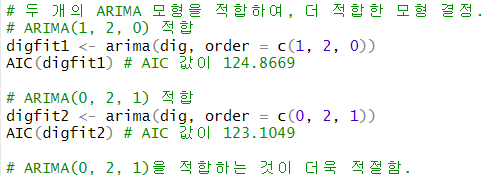 # 두 개의 ARIMA 모형을 적합하여, 더 적합한 모형 결정.
# ARIMA(1, 2, 0) 적합
digfit1 <- arima(dig, order = c(1, 2, 0))
AIC(digfit1) # AIC 값이 124.8669
# ARIMA(0, 2, 1) 적합
digfit2 <- arima(dig, order = c(0, 2, 1))
AIC(digfit2) # AIC 값이 123.1049
# ARIMA(0, 2, 1)을 적합하는 것이 더욱 적절함.